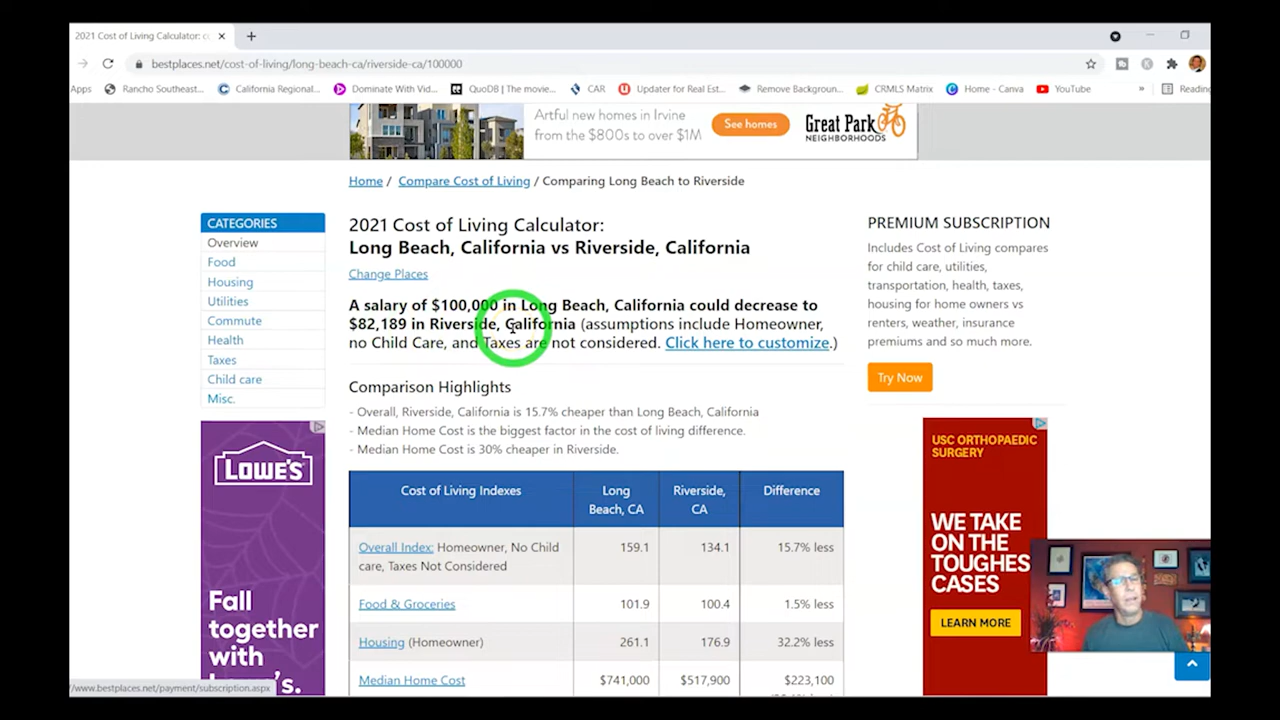 2021 Cost of Living Calculator: c
bestplaces.net/cost-of-living/long-beach-ca/riverside-ca/100000
Apps
Rancho Southeast...
California Regional...
Dominate With Vid...
QuoDB | The movie...
CAR
Updater for Real Est...
Remove Backgroun...
CRMLS Matrix
Home - Canva
YouTube
»
Reading
Artful new homes in Irvine
from the $800s to over $1M
See homes
Great Park
NEIGHBORHOODS
Home / Compare Cost of Living / Comparing Long Beach to Riverside
CATEGORIES
Overview
Food
Housing
Utilities
Commute
Health
Taxes
Child care
Misc.
LOWE'S
Fall
together
with
Lowe's.
2021 Cost of Living Calculator:
Long Beach, California vs Riverside, California
Change Places
A salary of $100,000 in Long Beach, California could decrease to
$82,189 in Riverside, California (assumptions include Homeowner,
no Child Care, and Taxes are not considered. Click here to customize.)
Comparison Highlights
- Overall, Riverside, California is 15.7% cheaper than Long Beach, California
- Median Home Cost is the biggest factor in the cost of living difference.
- Median Home Cost is 30% cheaper in Riverside.
Cost of Living Indexes
Long
Beach, CA
Riverside,
CA
Difference
Overall Index: Homeowner, No Child
care, Taxes Not Considered
159.1
134.1
15.7% less
Food & Groceries
101.9
100.4
1.5% less
Housing (Homeowner)
261.1
176.9
32.2% less
Median Home Cost
$741,000
$517,900
$223,100
PREMIUM SUBSCRIPTION
Includes Cost of Living compares
for child care, utilities,
transportation, health, taxes,
housing for home owners vs
renters, weather, insurance
premiums and so much more.
Try Now
USC ORTHOPAEDIC
SURGERY
WE TAKE
ON THE
TOUGHES
CASES
LEARN MORE
/www.bestplaces.net/payment/subscription.aspx